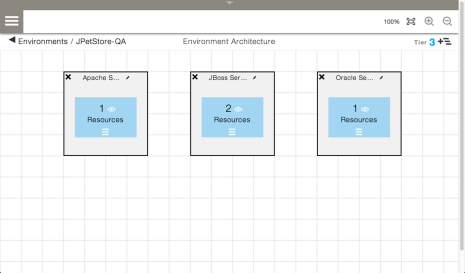 100%
Environments / JPetStore-QA
Environment Architecture
Tier 3
Apache S...
JBoss Ser...
Oracle Se...
1
Resources
2
Resources
1
Resources